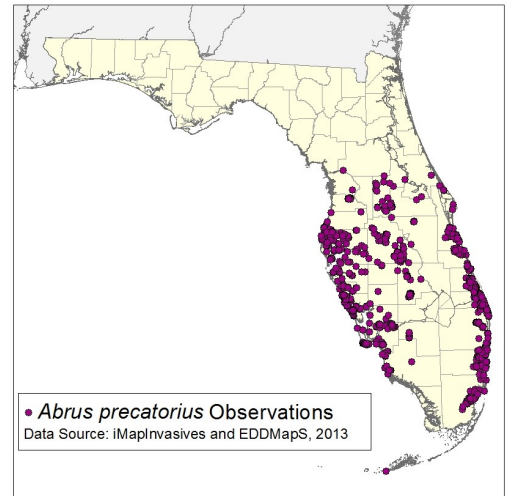 Abrus precatorius Observations
Data Source: iMapInvasives and EDDMapS, 2013